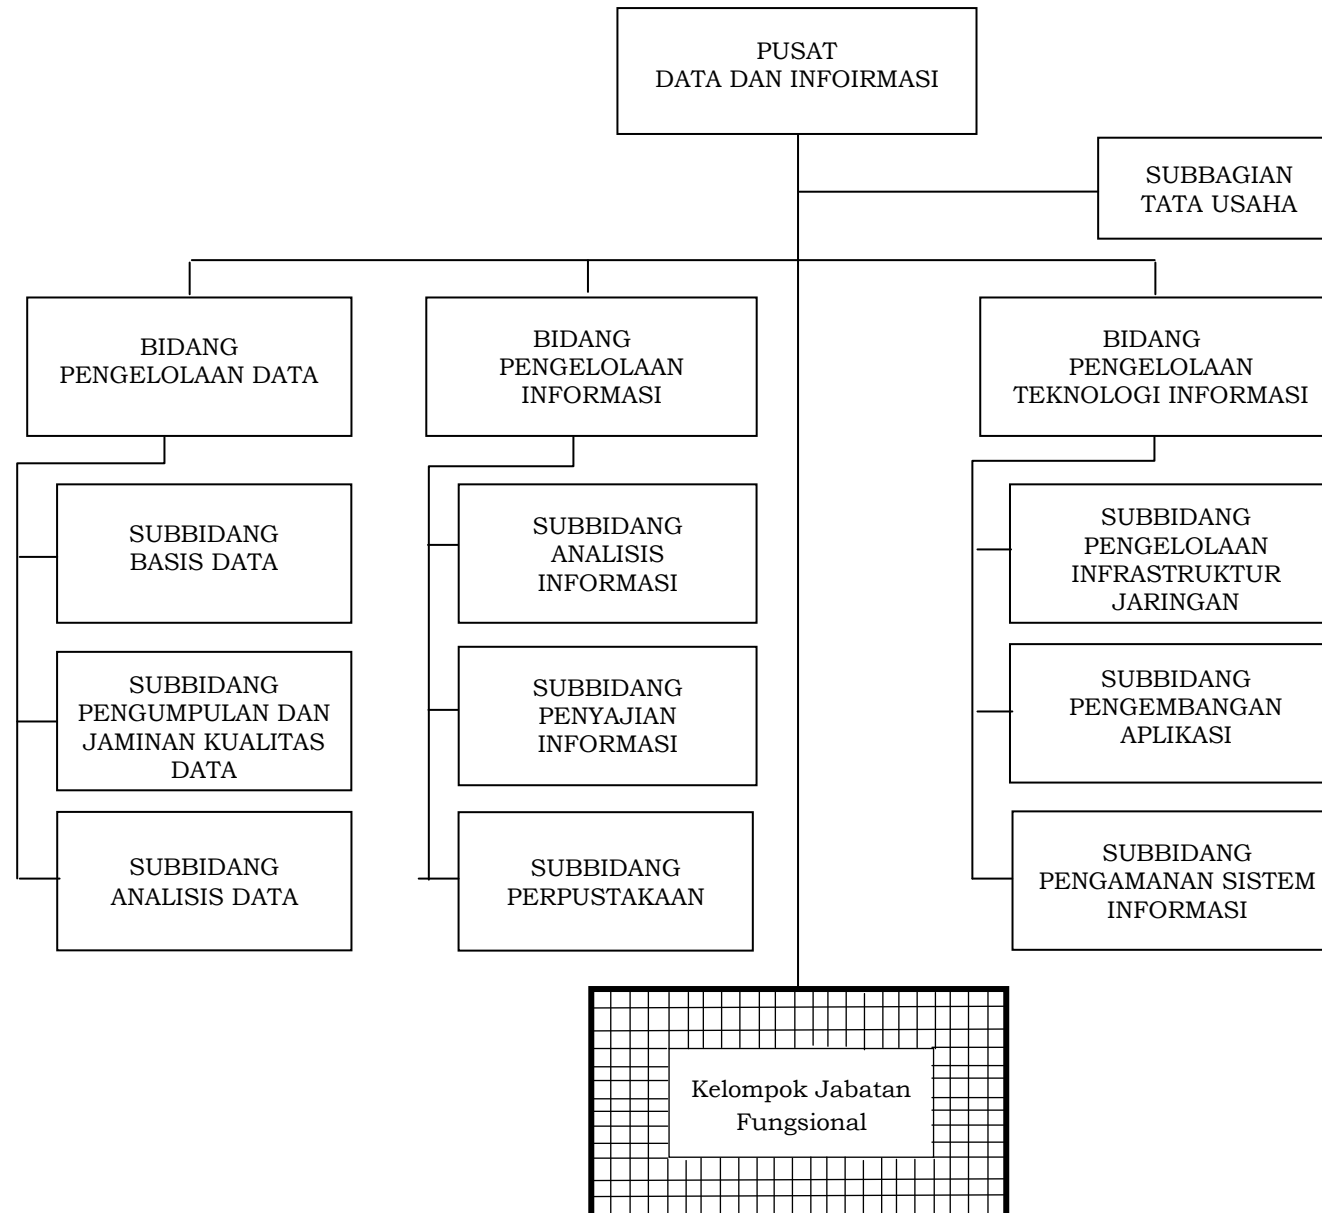 PUSAT
DATA DAN INFOIRMASI
SUBBAGIAN
TATA USAHA
BIDANG
PENGELOLAAN DATA
BIDANG
PENGELOLAAN
INFORMASI
BIDANG
PENGELOLAAN
TEKNOLOGI INFORMASI
SUBBIDANG
BASIS DATA
SUBBIDANG
ANALISIS
INFORMASI
SUBBIDANG
PENGELOLAAN
INFRASTRUKTUR
JARINGAN
SUBBIDANG
PENGUMPULAN DAN
JAMINAN KUALITAS
DATA
SUBBIDANG
PENYAJIAN
INFORMASI
SUBBIDANG
PENGEMBANGAN
APLIKASI
SUBBIDANG
ANALISIS DATA
SUBBIDANG
PERPUSTAKAAN
SUBBIDANG
PENGAMANAN SISTEM
INFORMASI
Kelompok Jabatan
Fungsional